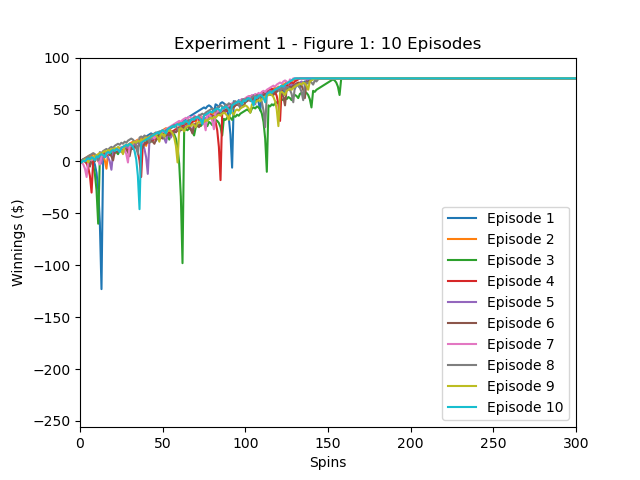 Experiment 1 - Figure 1: 10 Episodes
100
50
0
−50
−100
−150
−200
−250
Winnings ($)
0 50 100 150 200 250 300
Spins
Episode 1
Episode 2
Episode 3
Episode 4
Episode 5
Episode 6
Episode 7
Episode 8
Episode 9
Episode 10